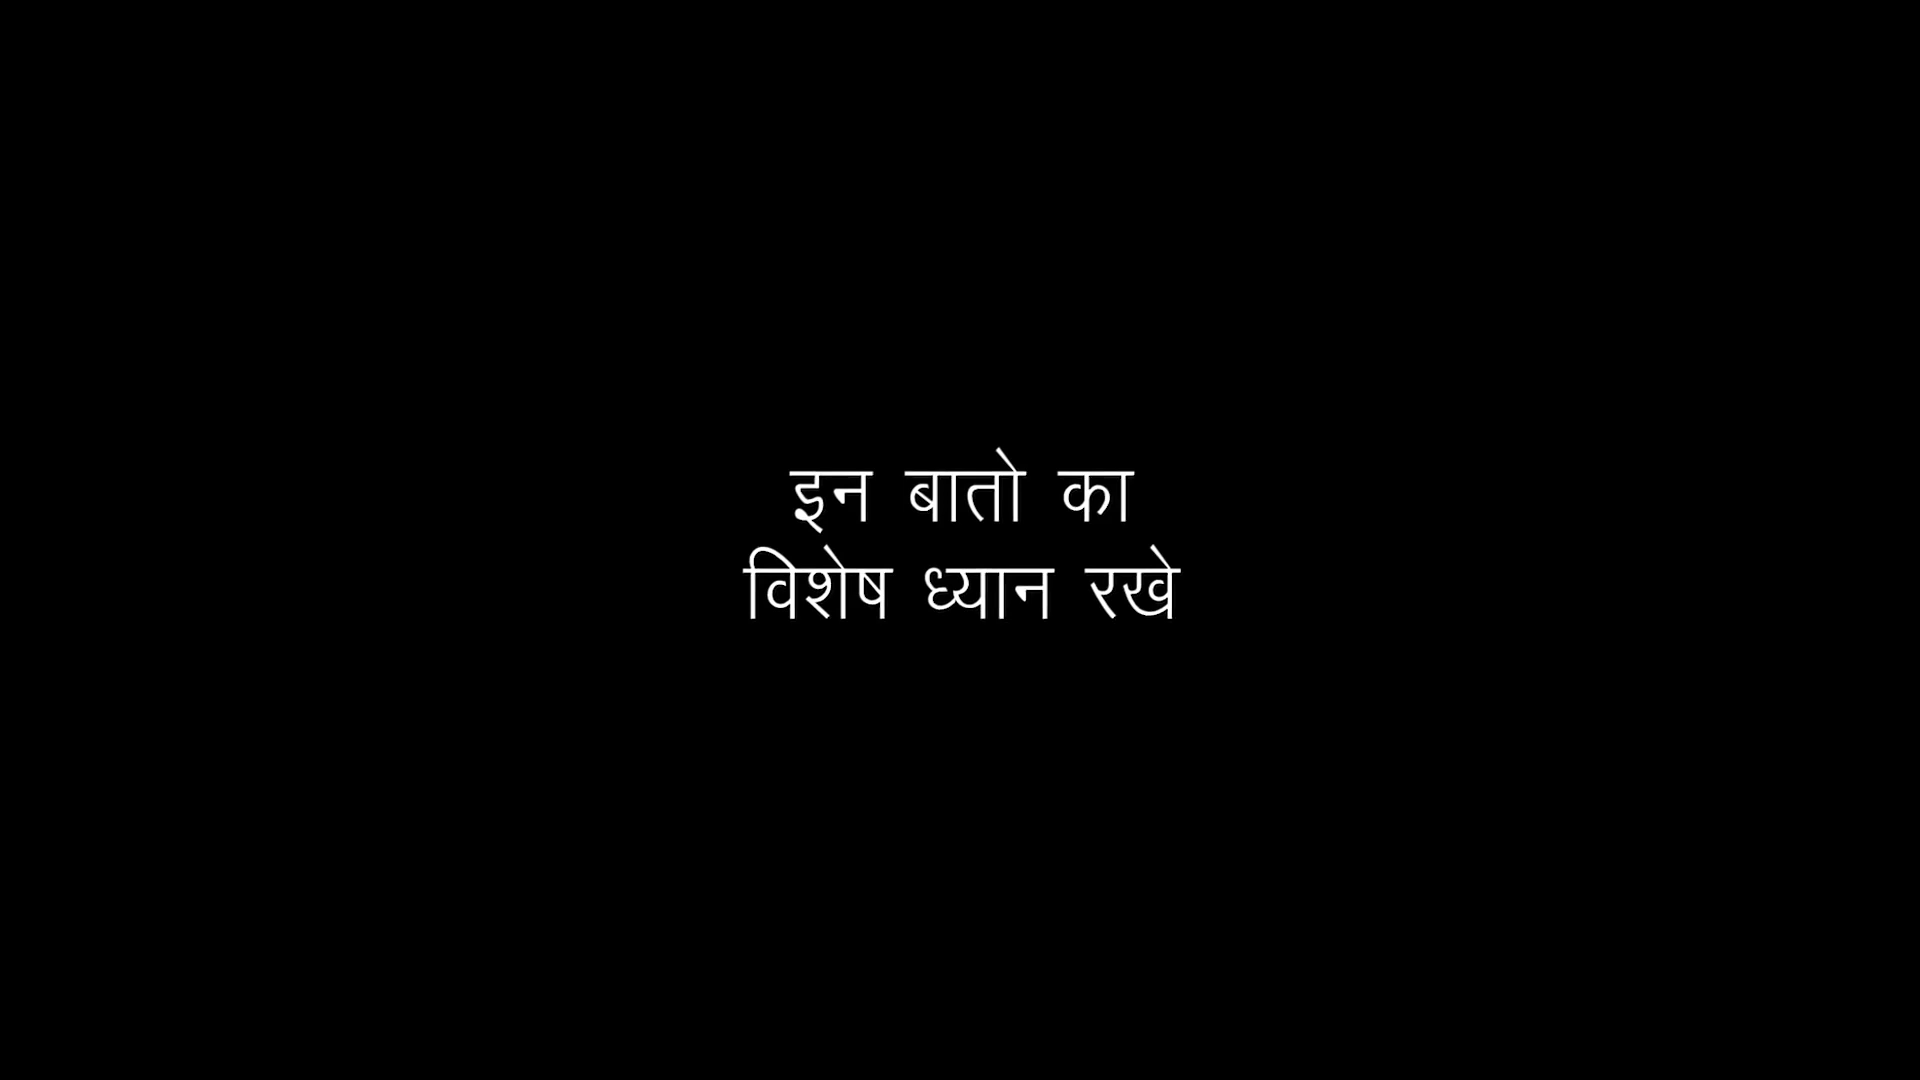 इन बातो का
विशेष ध्यान रखे